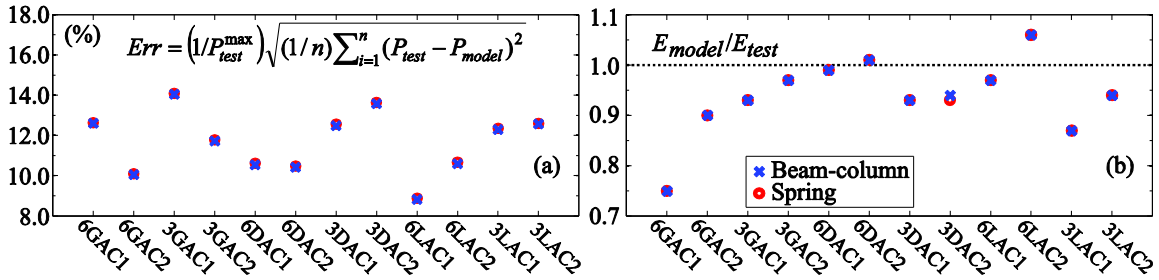 18.0
16.0
14.0
12.0
10.0
8.0
(%)
Err = (1/P_test^max) √((1/n) ∑_{i=1}^{n} (P_test − P_model)^2)
(a)
6GAC1
6GAC2
3GAC1
3GAC2
6DAC1
6DAC2
3DAC1
3DAC2
6LAC1
6LAC2
3LAC1
3LAC2
1.1
1.0
0.9
0.8
0.7
E_model/E_test
Beam-column
Spring
(b)
6GAC1
6GAC2
3GAC1
3GAC2
6DAC1
6DAC2
3DAC1
3DAC2
6LAC1
6LAC2
3LAC1
3LAC2